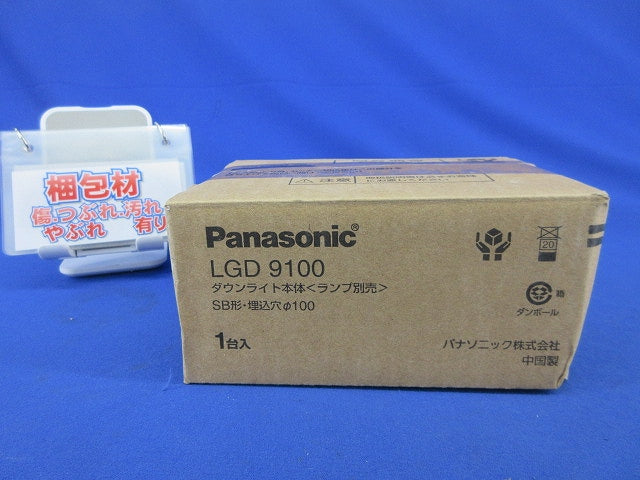 梱包材
傷、つぶれ、汚れ
やぶれ 有り
⚠注意
Panasonic®
LGD 9100
ダウンライト本体<ランプ別売>
SB形・埋込穴φ100
1台入
20
箱
ダンボール
パナソニック株式会社
中国製